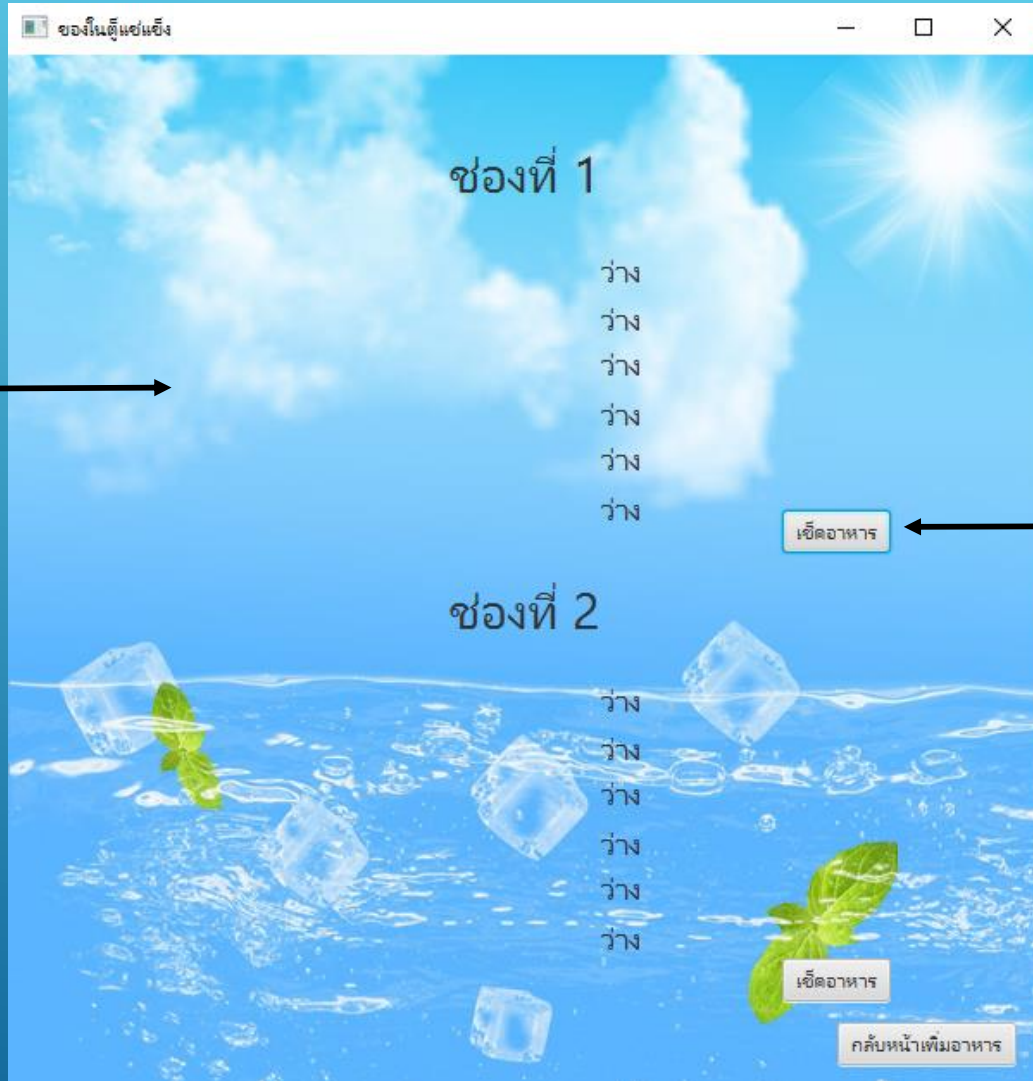 ของในตู้แช่แข็ง
ช่องที่ 1
ว่าง
ว่าง
ว่าง
ว่าง
ว่าง
ว่าง
เช็คอาหาร
ช่องที่ 2
ว่าง
ว่าง
ว่าง
ว่าง
ว่าง
ว่าง
เช็คอาหาร
กลับหน้าเพิ่มอาหาร